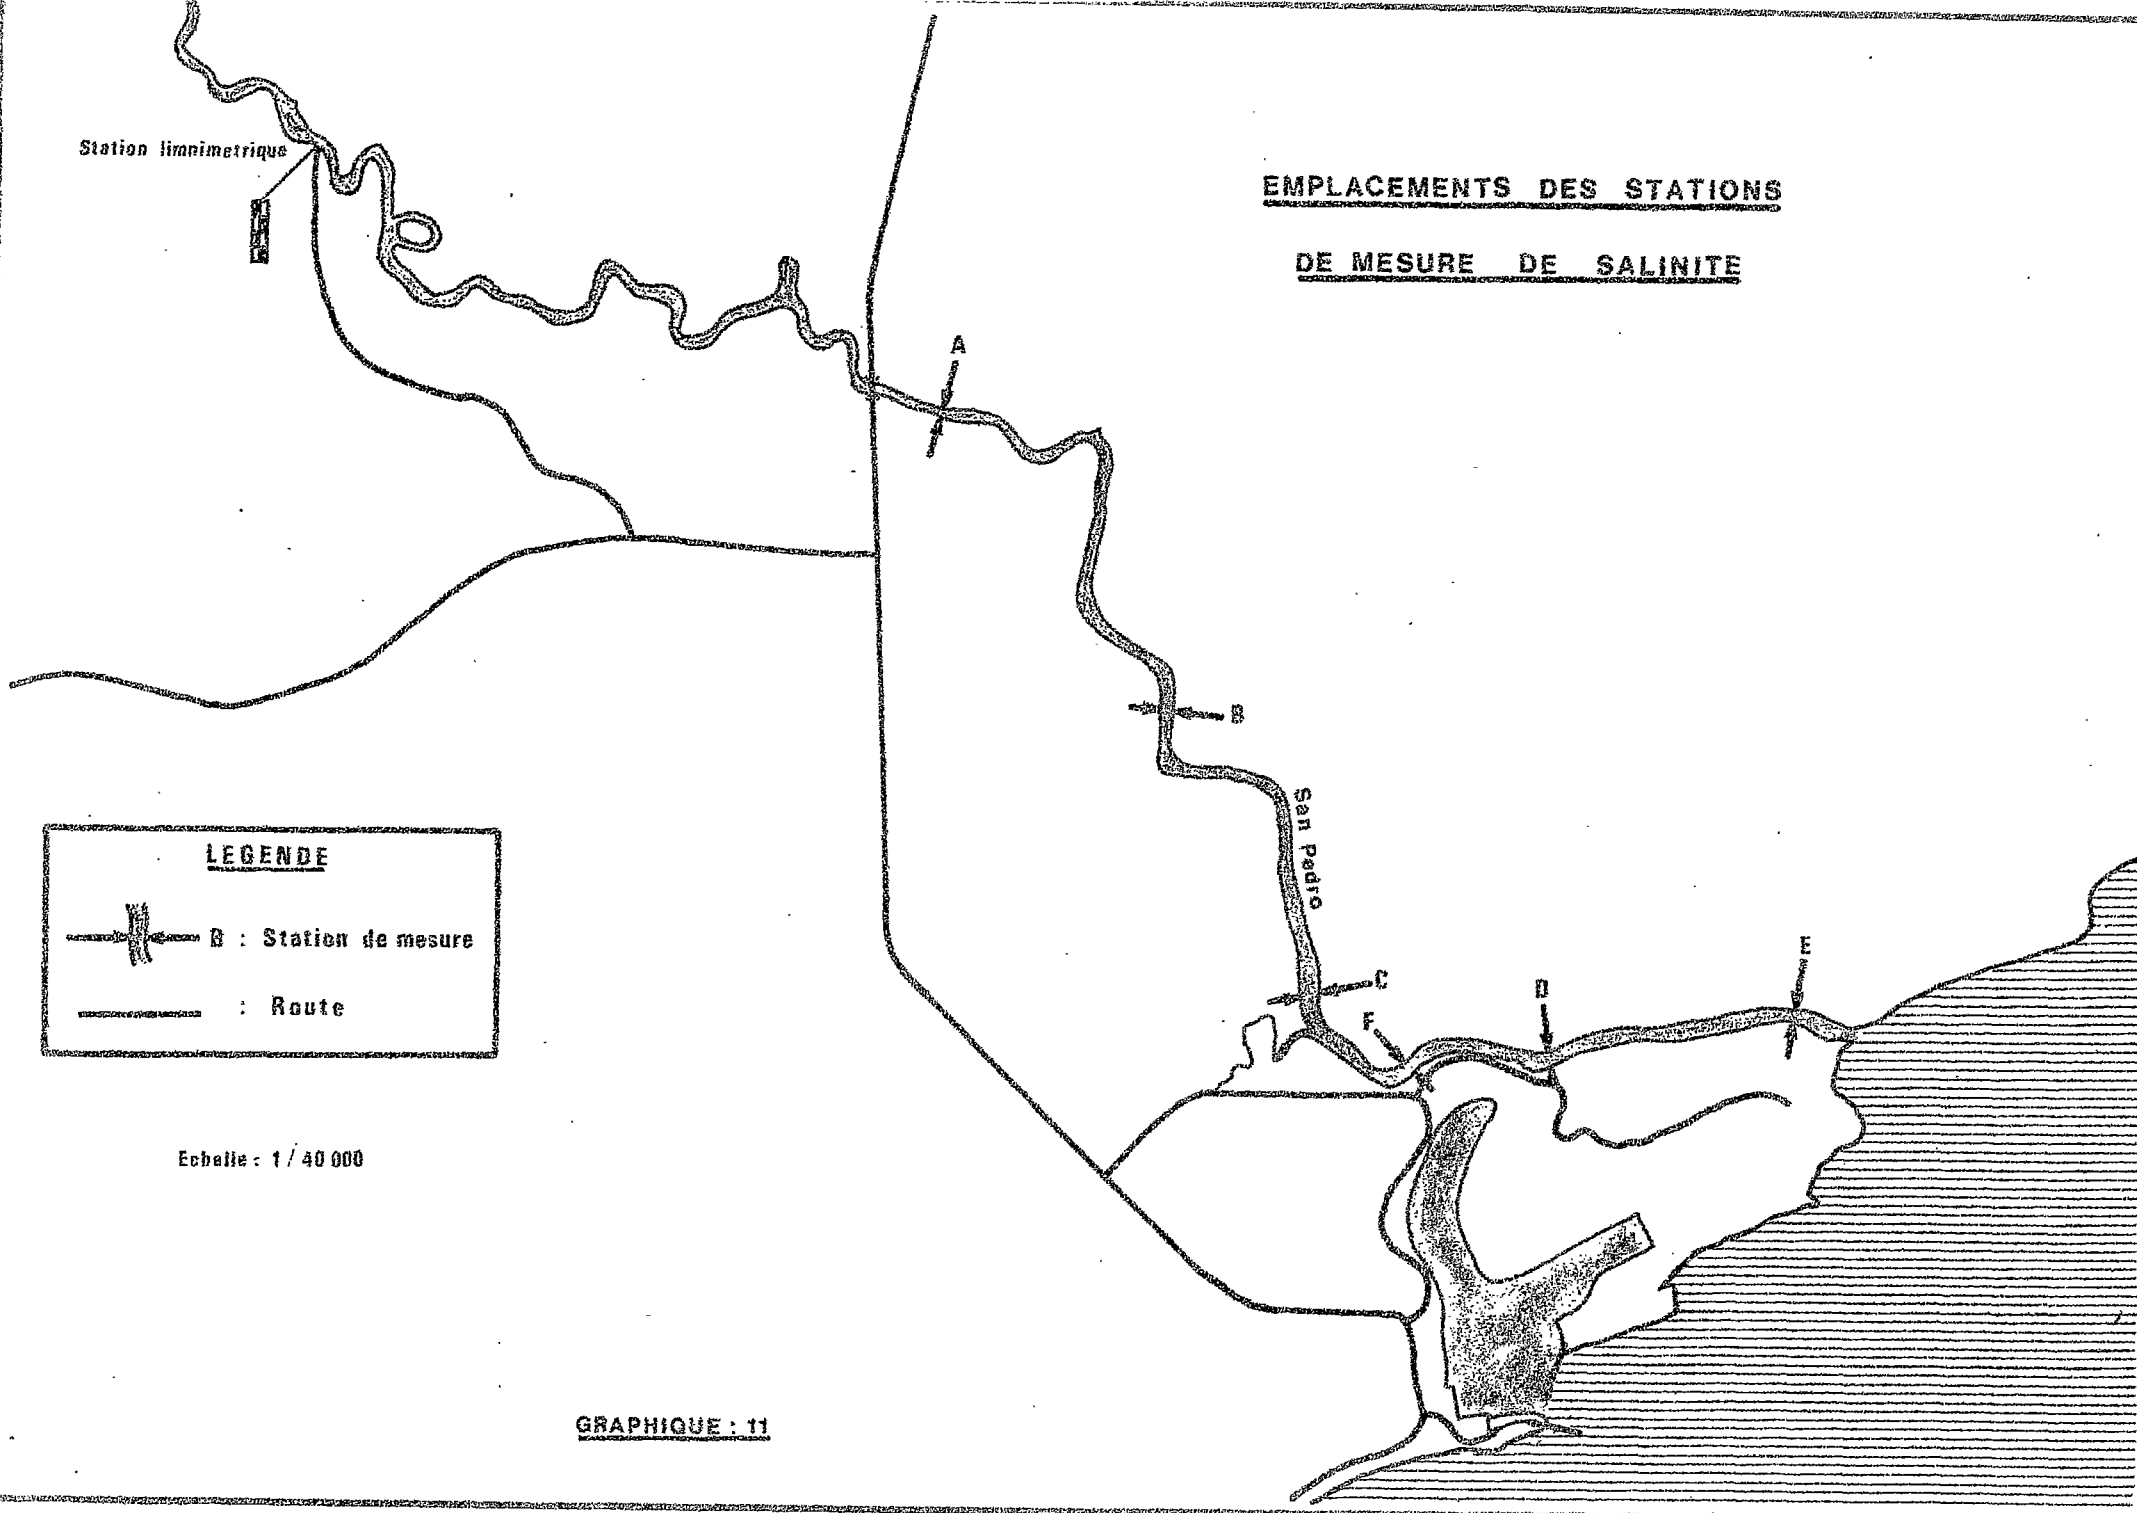 Station limnimetrique
EMPLACEMENTS DES STATIONS
DE MESURE DE SALINITE
A
B
San Pedro
LEGENDE
B : Station de mesure
: Route
C
F
D
E
Echelle : 1 / 40 000
GRAPHIQUE : 11